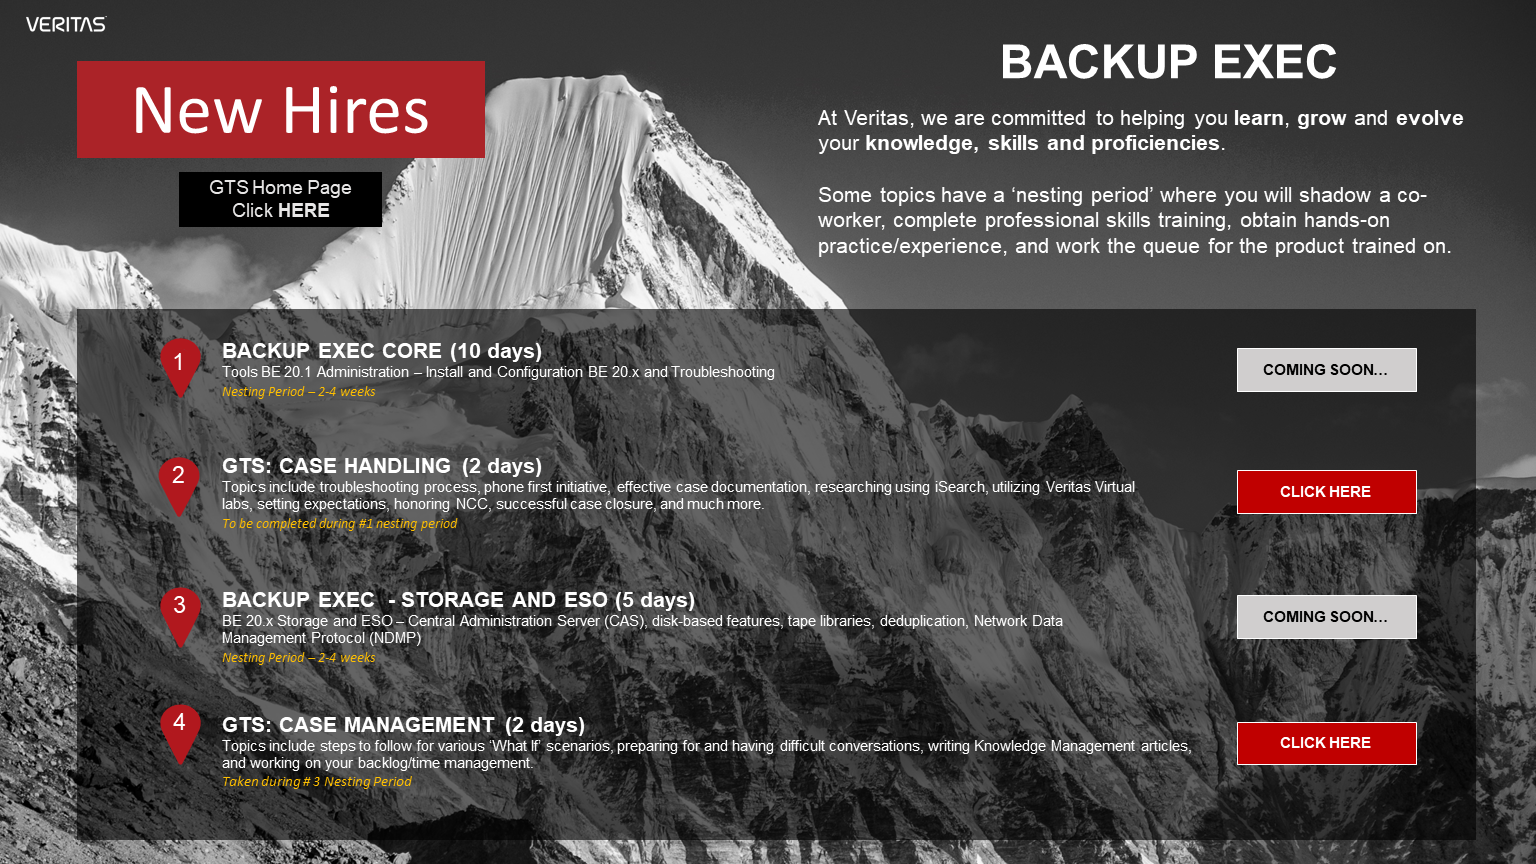 VERITAS
New Hires
GTS Home Page
Click HERE
BACKUP EXEC
At Veritas, we are committed to helping you learn, grow and evolve
your knowledge, skills and proficiencies.
Some topics have a ‘nesting period’ where you will shadow a co-
worker, complete professional skills training, obtain hands-on
practice/experience, and work the queue for the product trained on.
1
BACKUP EXEC CORE (10 days)
Tools BE 20.1 Administration – Install and Configuration BE 20.x and Troubleshooting
Nesting Period – 2-4 weeks
COMING SOON…
2
GTS: CASE HANDLING (2 days)
Topics include troubleshooting process, phone first initiative, effective case documentation, researching using iSearch, utilizing Veritas Virtual
labs, setting expectations, honoring NCC, successful case closure, and much more.
To be completed during #1 nesting period
CLICK HERE
3
BACKUP EXEC - STORAGE AND ESO (5 days)
BE 20.x Storage and ESO – Central Administration Server (CAS), disk-based features, tape libraries, deduplication, Network Data
Management Protocol (NDMP)
Nesting Period – 2-4 weeks
COMING SOON…
4
GTS: CASE MANAGEMENT (2 days)
Topics include steps to follow for various ‘What If’ scenarios, preparing for and having difficult conversations, writing Knowledge Management articles,
and working on your backlog/time management.
Taken during # 3 Nesting Period
CLICK HERE